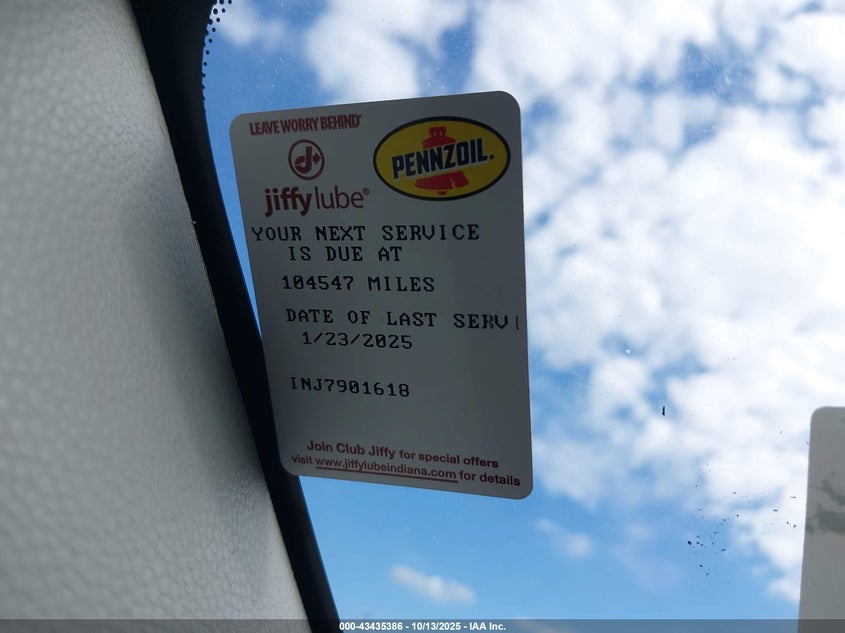 LEAVE WORRY BEHIND
PENNZOIL®
jiffy lube®
YOUR NEXT SERVICE
IS DUE AT
104547 MILES
DATE OF LAST SERVI
1/23/2025
INJ7901618
Join Club Jiffy for special offers
visit www.jiffylubeindiana.com for details
000-43435386 - 10/13/2025 - IAA Inc.